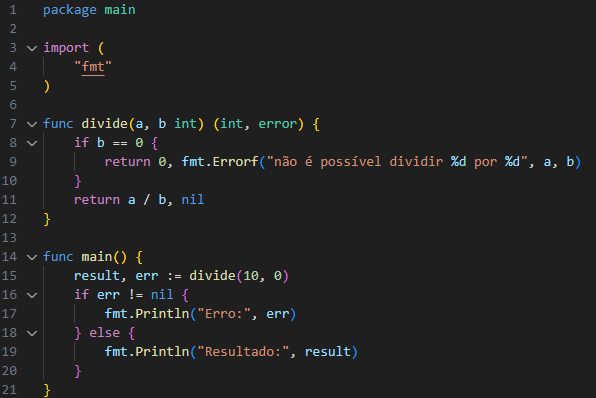 1 package main
2
3 import (
4     "fmt"
5 )
6
7 func divide(a, b int) (int, error) {
8     if b == 0 {
9         return 0, fmt.Errorf("não é possível dividir %d por %d", a, b)
10     }
11     return a / b, nil
12 }
13
14 func main() {
15     result, err := divide(10, 0)
16     if err != nil {
17         fmt.Println("Erro:", err)
18     } else {
19         fmt.Println("Resultado:", result)
20     }
21 }